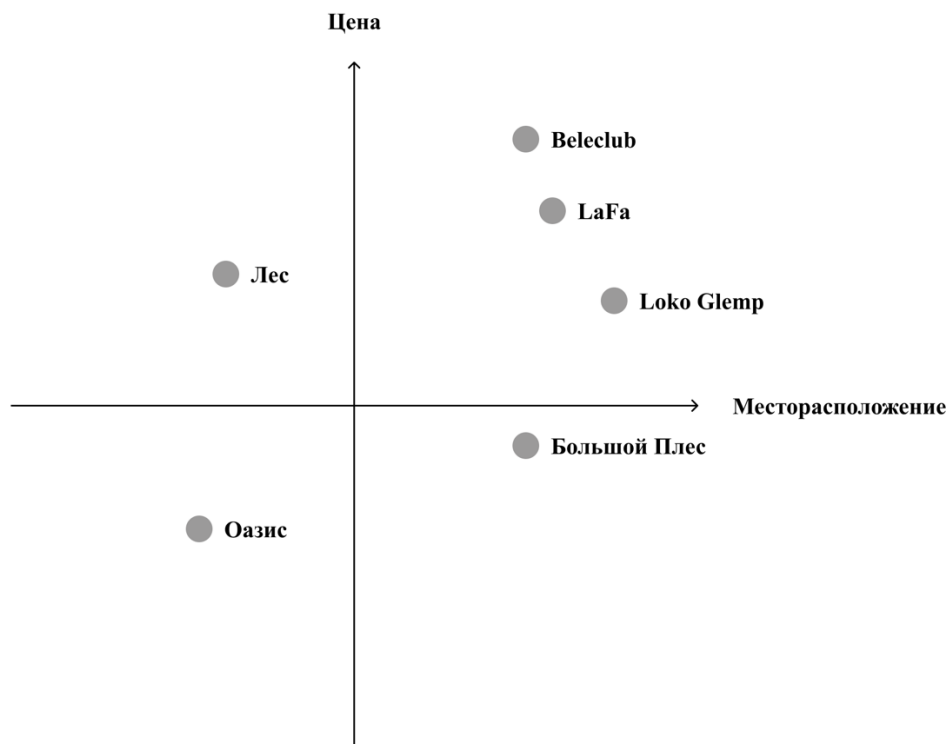 Цена
Beleclub
LaFa
Лес
Loko Glemp
Месторасположение
Большой Плес
Оазис